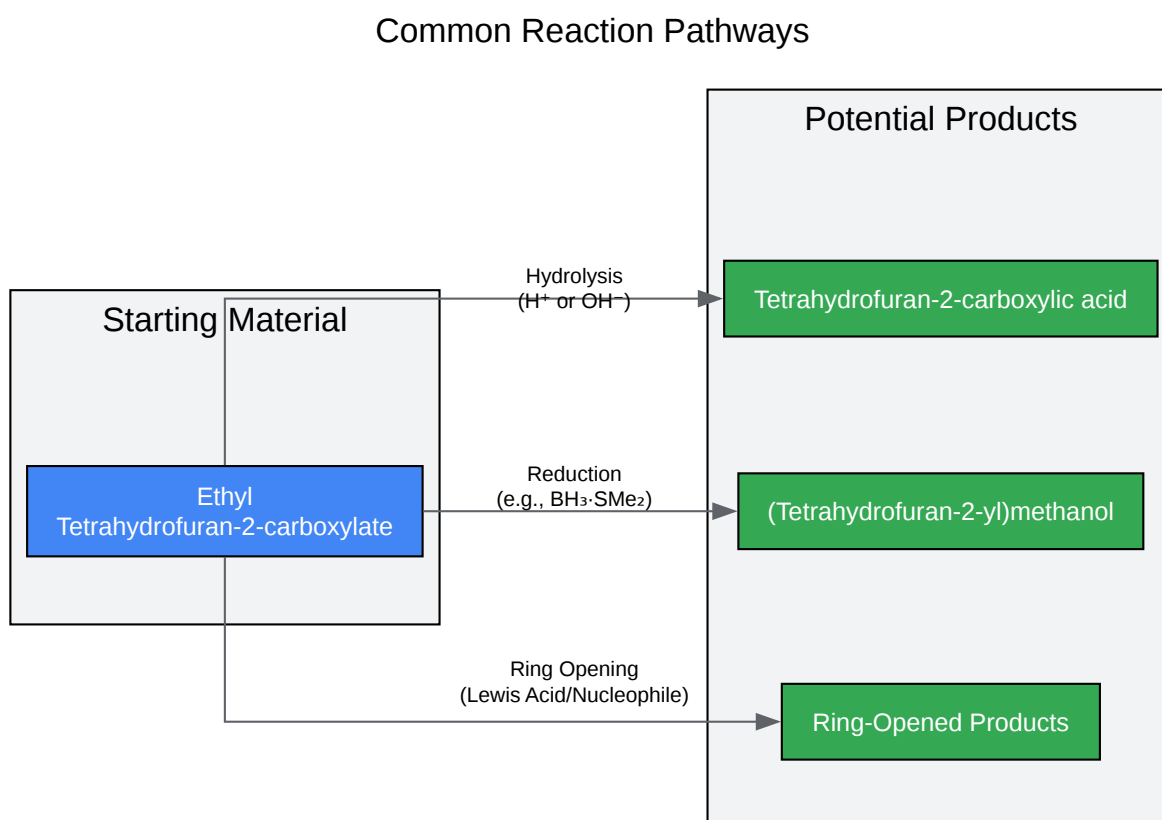 Common Reaction Pathways
Potential Products
Hydrolysis
(H⁺ or OH⁻)
Tetrahydrofuran-2-carboxylic acid
Starting Material
Reduction
(e.g., BH₃·SMe₂)
Ethyl
Tetrahydrofuran-2-carboxylate
(Tetrahydrofuran-2-yl)methanol
Ring Opening
(Lewis Acid/Nucleophile)
Ring-Opened Products